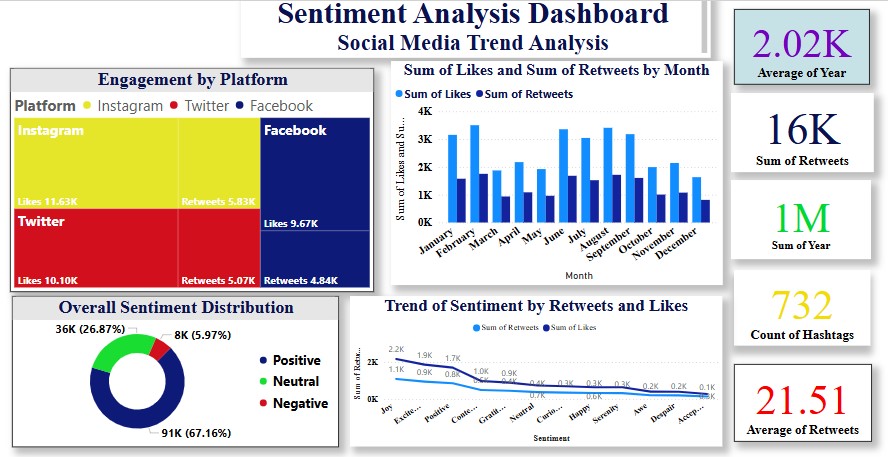 Sentiment Analysis Dashboard
Social Media Trend Analysis
Engagement by Platform
Platform Instagram Twitter Facebook
Instagram
Likes 11.63K
Retweets 5.83K
Twitter
Likes 10.10K
Retweets 5.07K
Facebook
Likes 9.67K
Retweets 4.84K
Sum of Likes and Sum of Retweets by Month
Sum of Likes Sum of Retweets
Sum of Likes and Su...
4K
3K
2K
1K
0K
January
February
March
April
May
June
July
August
September
October
November
December
Month
2.02K
Average of Year
16K
Sum of Retweets
1M
Sum of Year
732
Count of Hashtags
21.51
Average of Retweets
Overall Sentiment Distribution
36K (26.87%)
8K (5.97%)
91K (67.16%)
Positive
Neutral
Negative
Trend of Sentiment by Retweets and Likes
Sum of Retweets Sum of Likes
Sum of Retw...
2K
0K
2.2K
1.9K
1.7K
1.0K
0.9K
0.4K
0.3K
0.3K
0.3K
0.2K
0.2K
0.1K
1.1K
0.9K
0.8K
0.4K
0.7K
0.6K
Joy
Excite...
Positive
Conte...
Gratit...
Neutral
Curio...
Happy
Serenity
Awe
Despair
Accep...
Sentiment